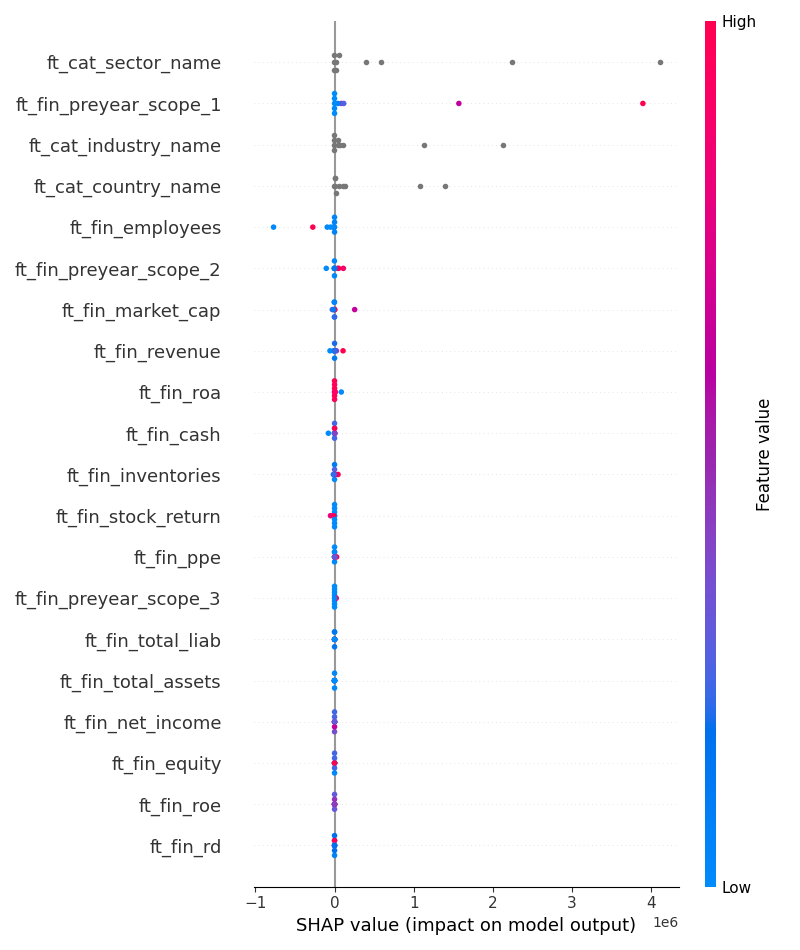 High
ft_cat_sector_name
ft_fin_preyear_scope_1
ft_cat_industry_name
ft_cat_country_name
ft_fin_employees
ft_fin_preyear_scope_2
ft_fin_market_cap
ft_fin_revenue
ft_fin_roa
ft_fin_cash
ft_fin_inventories
ft_fin_stock_return
ft_fin_ppe
ft_fin_preyear_scope_3
ft_fin_total_liab
ft_fin_total_assets
ft_fin_net_income
ft_fin_equity
ft_fin_roe
ft_fin_rd
Feature value
Low
−1 0 1 2 3 4
1e6
SHAP value (impact on model output)